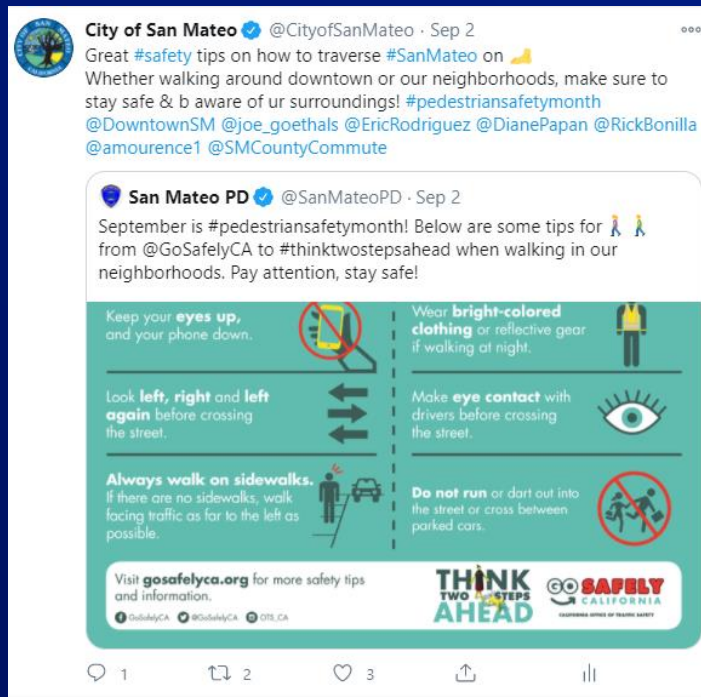 City of San Mateo @CityofSanMateo · Sep 2
Great #safety tips on how to traverse #SanMateo on
Whether walking around downtown or our neighborhoods, make sure to
stay safe & b aware of ur surroundings! #pedestriansafetymonth
@DowntownSM @joe_goethals @EricRodriguez @DianePapan @RickBonilla
@amourence1 @SMCountyCommute
San Mateo PD @SanMateoPD · Sep 2
September is #pedestriansafetymonth! Below are some tips for
from @GoSafelyCA to #thinktwostepsahead when walking in our
neighborhoods. Pay attention, stay safe!
Keep your eyes up,
and your phone down.
Wear bright-colored
clothing or reflective gear
if walking at night.
Look left, right and left
again before crossing
the street.
Make eye contact with
drivers before crossing
the street.
Always walk on sidewalks.
If there are no sidewalks, walk
facing traffic as far to the left as
possible.
Do not run or dart out into
the street or cross between
parked cars.
Visit gosafelyca.org for more safety tips
and information.
GoSafelyCA @GoSafelyCA OTS_CA
THINK
TWO STEPS
AHEAD
GO SAFELY
CALIFORNIA
CALIFORNIA OFFICE OF TRAFFIC SAFETY
1 2 3